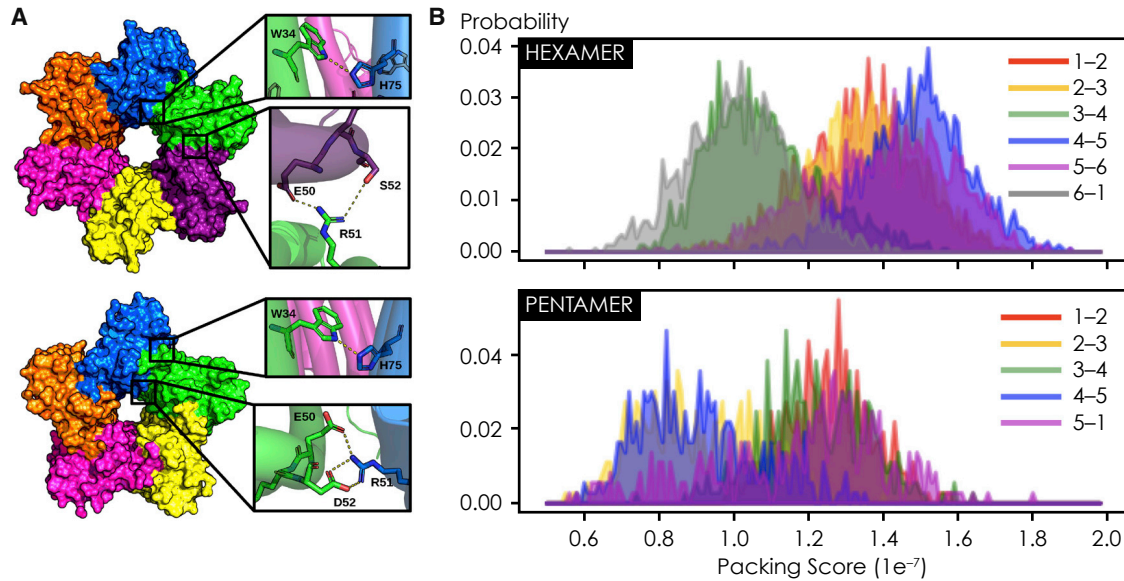 A
W34
H75
E50
S52
R51
W34
H75
E50
R51
D52
B
Probability
HEXAMER
0.04
0.03
0.02
0.01
0.00
1–2
2–3
3–4
4–5
5–6
6–1
0.6
0.8
1.0
1.2
1.4
1.6
1.8
2.0
PENTAMER
0.04
0.02
0.00
1–2
2–3
3–4
4–5
5–1
Packing Score (1e⁻⁷)